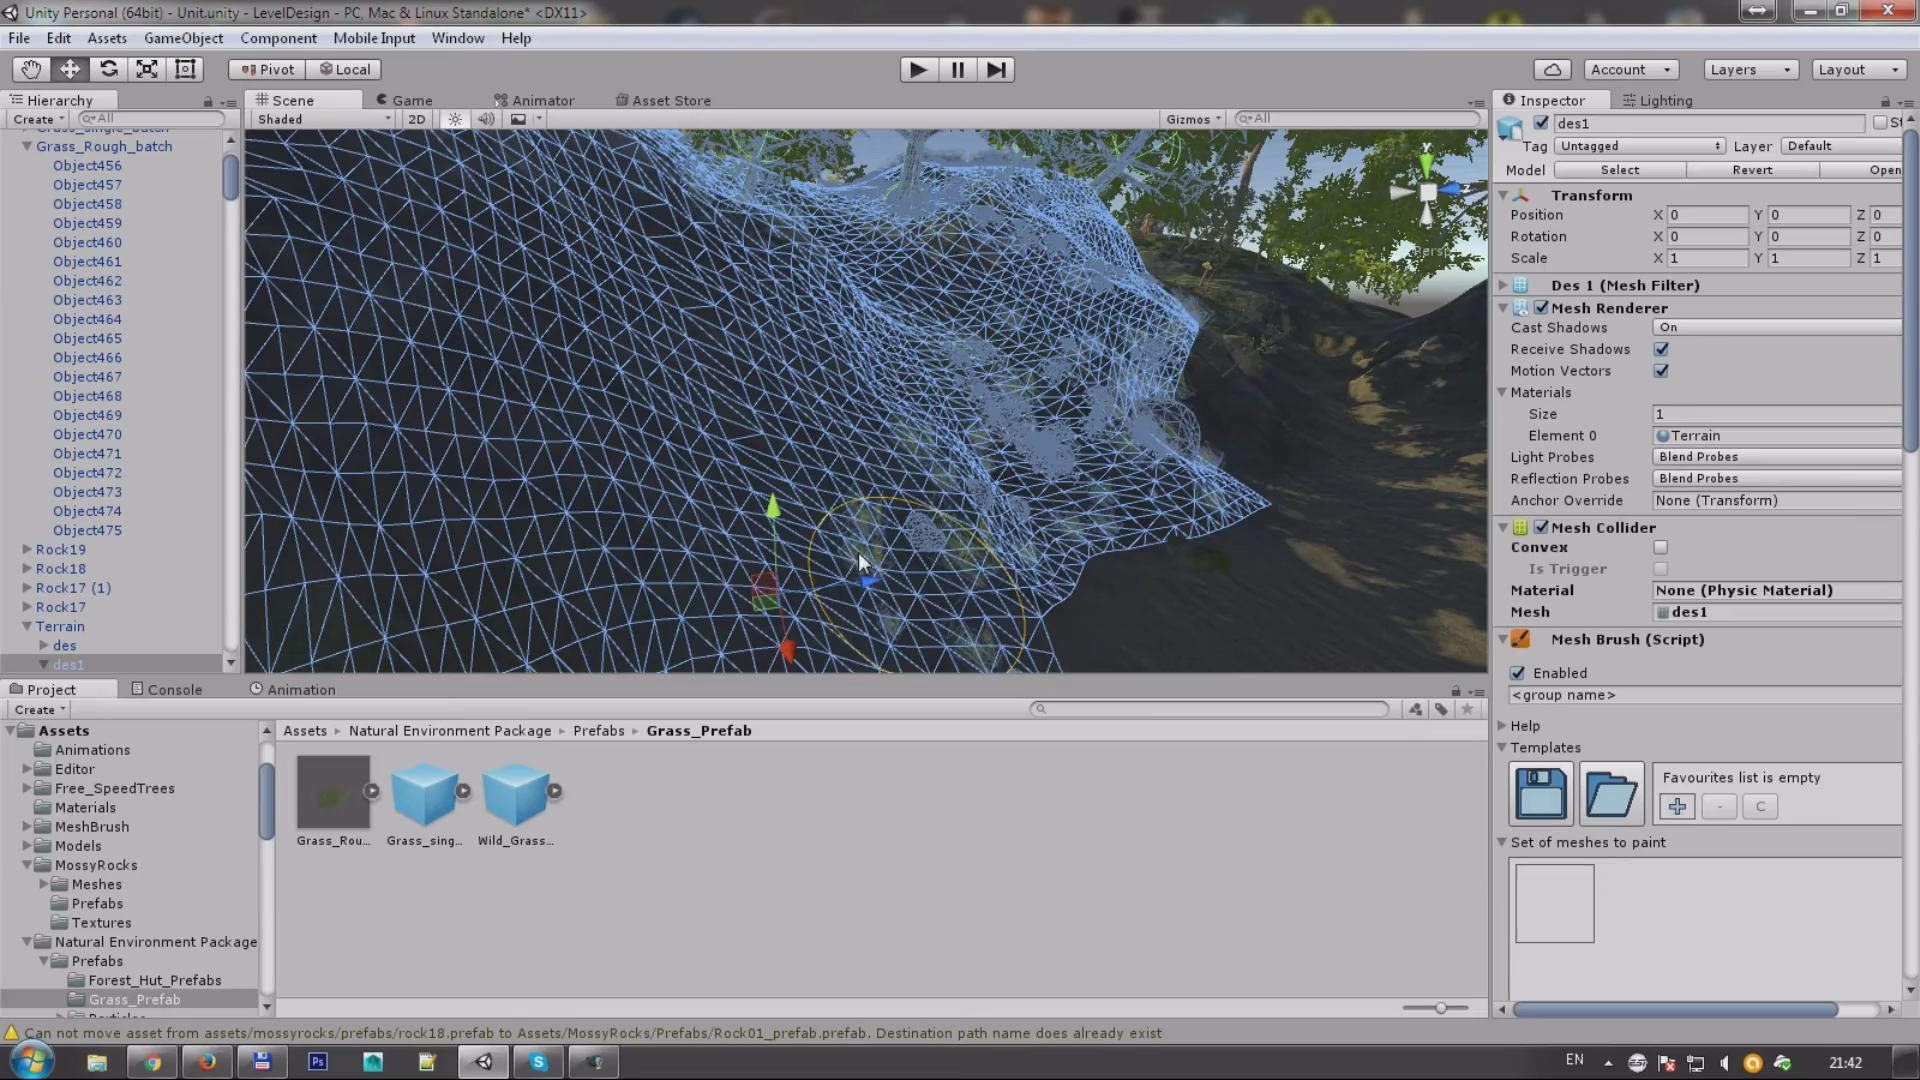 Unity Personal (64bit) - Unit.unity - LevelDesign - PC, Mac & Linux Standalone* <DX11>
File Edit Assets GameObject Component Mobile Input Window Help
Pivot Local Account Layers Layout
Hierarchy
Create All
Grass_single_batch
Grass_Rough_batch
Object456
Object457
Object458
Object459
Object460
Object461
Object462
Object463
Object464
Object465
Object466
Object467
Object468
Object469
Object470
Object471
Object472
Object473
Object474
Object475
Rock19
Rock18
Rock17 (1)
Rock17
Terrain
des
des1
Scene Game Animator Asset Store
Shaded 2D Gizmos All
y
z
Inspector Lighting
des1 St
Tag Untagged Layer Default
Model Select Revert Open
Transform
Position X 0 Y 0 Z 0
Rotation X 0 Y 0 Z 0
Scale X 1 Y 1 Z 1
Des 1 (Mesh Filter)
Mesh Renderer
Cast Shadows On
Receive Shadows
Motion Vectors
Materials
Size 1
Element 0 Terrain
Light Probes Blend Probes
Reflection Probes Blend Probes
Anchor Override None (Transform)
Mesh Collider
Convex
Is Trigger
Material None (Physic Material)
Mesh des1
Mesh Brush (Script)
Enabled
<group name>
Help
Templates
Favourites list is empty
- C
Set of meshes to paint
Project Console Animation
Create
Assets
Animations
Editor
Free_SpeedTrees
Materials
MeshBrush
Models
MossyRocks
Meshes
Prefabs
Textures
Natural Environment Package
Prefabs
Forest_Hut_Prefabs
Grass_Prefab
Particles
Assets Natural Environment Package Prefabs Grass_Prefab
Grass_Rou... Grass_sing... Wild_Grass...
Can not move asset from assets/mossyrocks/prefabs/rock18.prefab to Assets/MossyRocks/Prefabs/Rock01_prefab.prefab. Destination path name does already exist
Ps EN 21:42